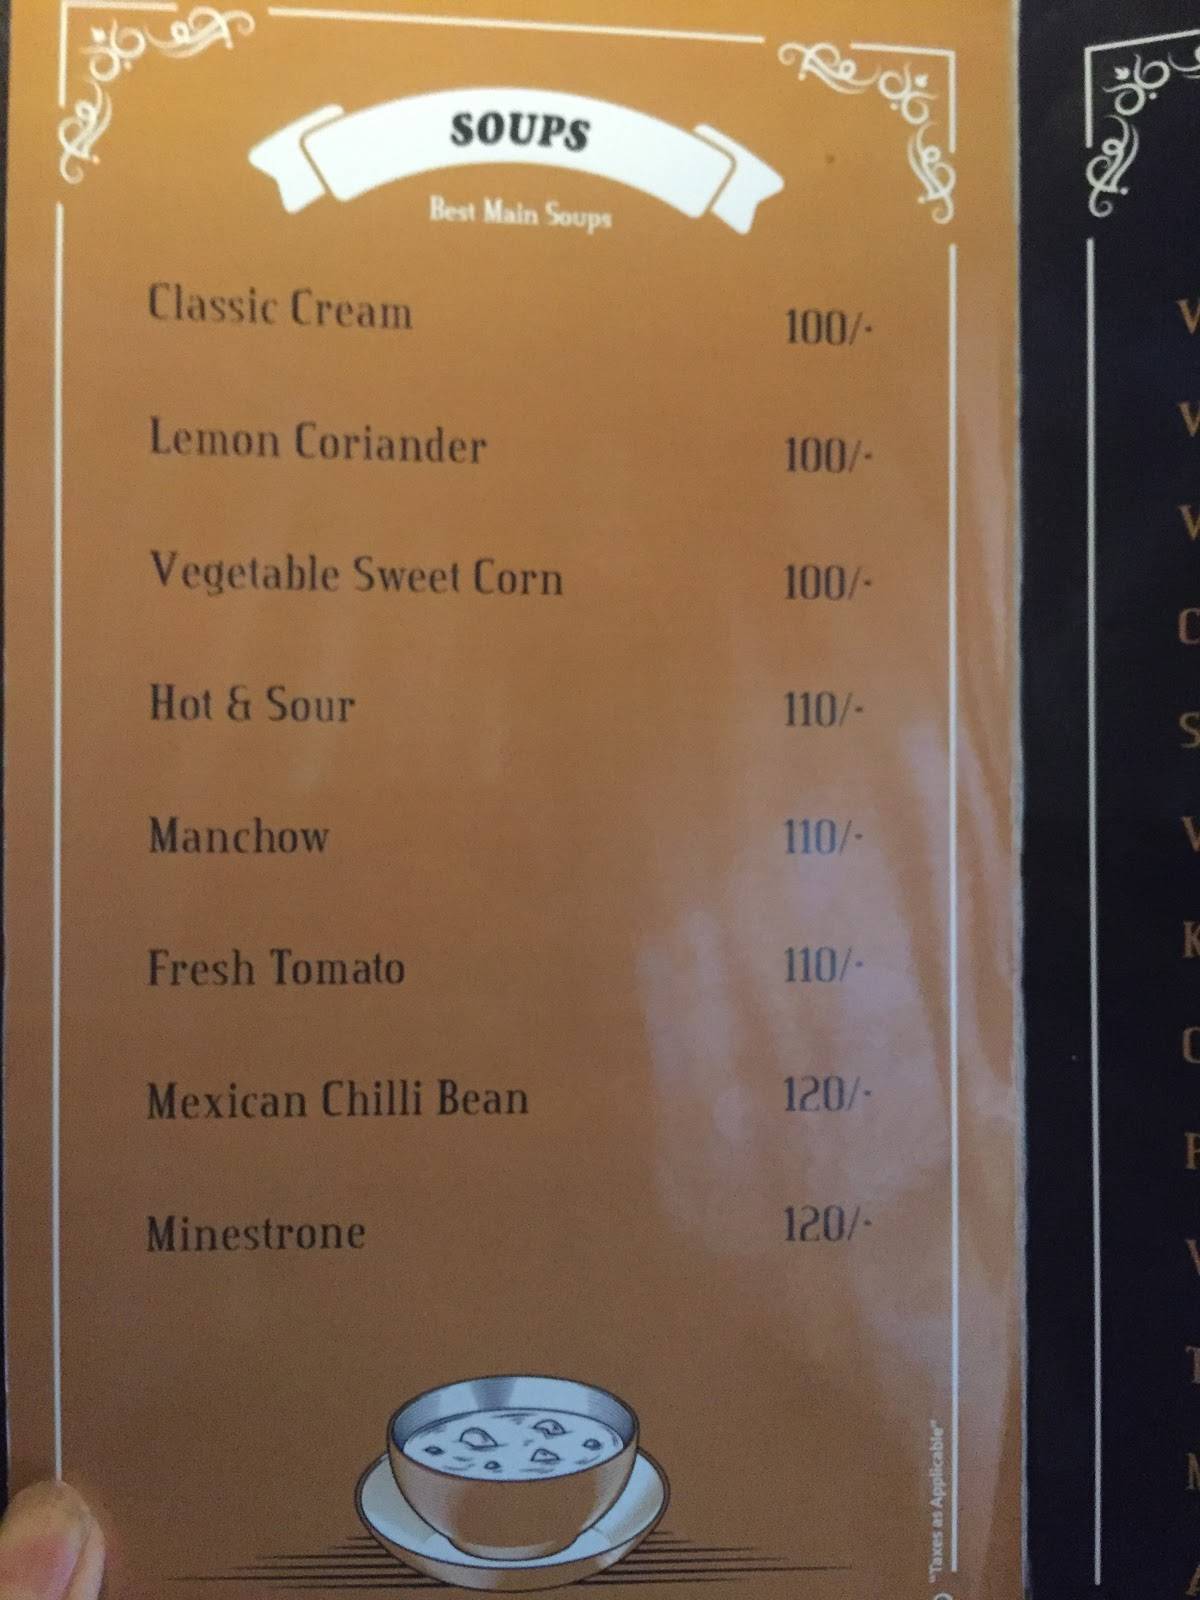 SOUPS
Best Main Soups
Classic Cream 100/-
Lemon Coriander 100/-
Vegetable Sweet Corn 100/-
Hot & Sour 110/-
Manchow 110/-
Fresh Tomato 110/-
Mexican Chilli Bean 120/-
Minestrone 120/-
"Taxes as Applicable"